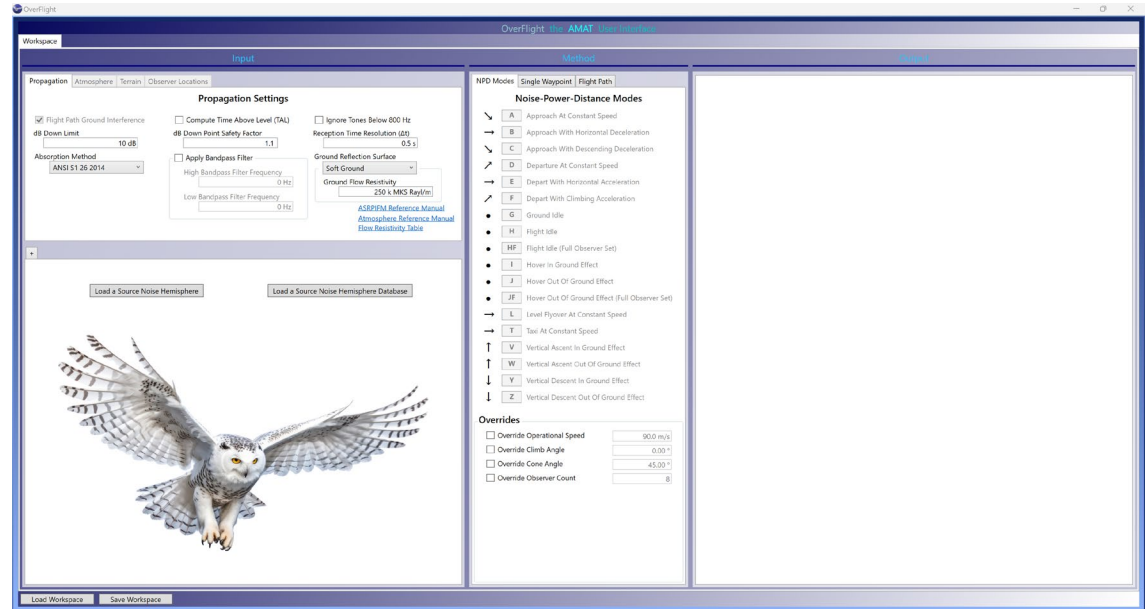 OverFlight
OverFlight the AMAT User Interface
Workspace
Input
Method
Propagation Atmosphere Terrain Observer Locations
Propagation Settings
Flight Path Ground Interference
Compute Time Above Level (TAL)
Ignore Tones Below 800 Hz
dB Down Limit
dB Down Point Safety Factor
Reception Time Resolution (Δt)
10 dB
1.1
0.5 s
Absorption Method
ANSI S1 26 2014
Apply Bandpass Filter
High Bandpass Filter Frequency
0 Hz
Low Bandpass Filter Frequency
0 Hz
Ground Reflection Surface
Soft Ground
Ground Flow Resistivity
250 k MKS Rayl/m
ASRPIFM Reference Manual
Atmosphere Reference Manual
Flow Resistivity Table
+
Load a Source Noise Hemisphere
Load a Source Noise Hemisphere Database
NPD Modes Single Waypoint Flight Path
Noise-Power-Distance Modes
A Approach At Constant Speed
B Approach With Horizontal Deceleration
C Approach With Descending Deceleration
D Departure At Constant Speed
E Depart With Horizontal Acceleration
F Depart With Climbing Acceleration
G Ground Idle
H Flight Idle
HF Flight Idle (Full Observer Set)
I Hover In Ground Effect
J Hover Out Of Ground Effect
JF Hover Out Of Ground Effect (Full Observer Set)
L Level Flyover At Constant Speed
T Taxi At Constant Speed
V Vertical Ascent In Ground Effect
W Vertical Ascent Out Of Ground Effect
Y Vertical Descent In Ground Effect
Z Vertical Descent Out Of Ground Effect
Overrides
Override Operational Speed 90.0 m/s
Override Climb Angle 0.00 °
Override Cone Angle 45.00 °
Override Observer Count 8
Load Workspace
Save Workspace